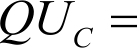 QU_C =